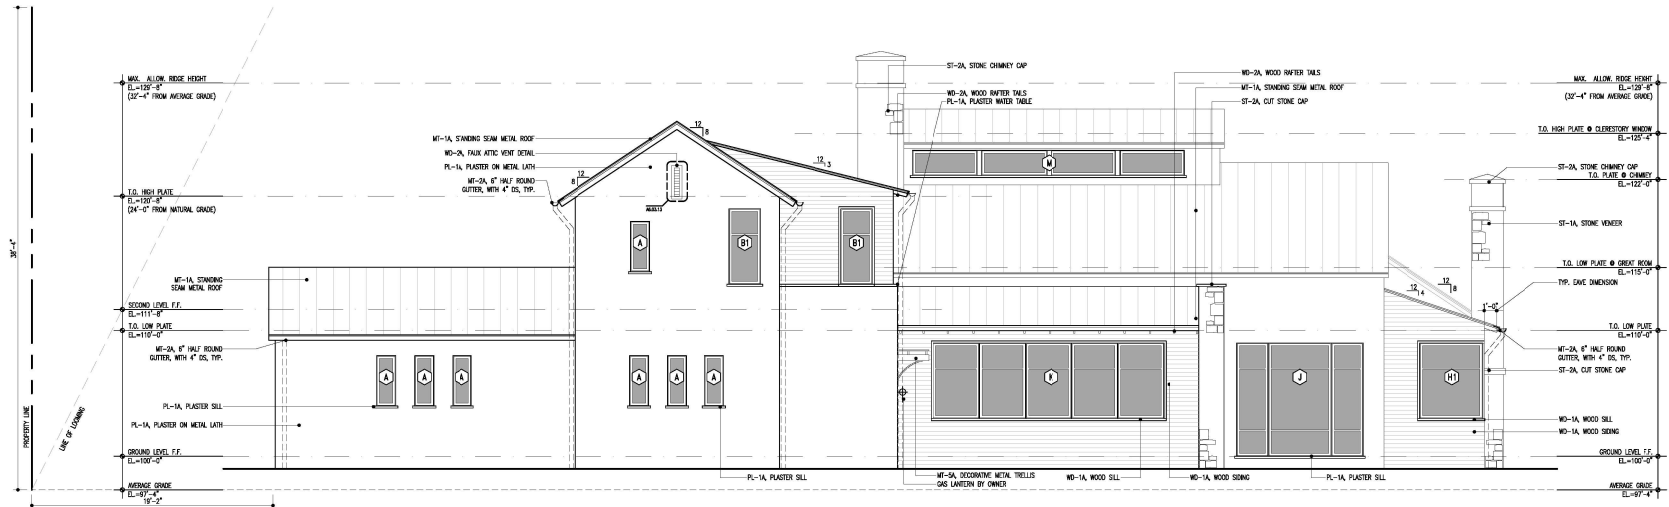 38'-4"
PROPERTY LINE
LINE OF LOOMING
19'-2"
MAX. ALLOW. RIDGE HEIGHT
EL.=129'-8"
(32'-4" FROM AVERAGE GRADE)
T.O. HIGH PLATE
EL.=120'-8"
(24'-0" FROM NATURAL GRADE)
MT-1A, STANDING
SEAM METAL ROOF
SECOND LEVEL F.F.
EL.=111'-8"
T.O. LOW PLATE
EL.=110'-0"
MT-2A, 6" HALF ROUND
GUTTER, WITH 4" DS, TYP.
PL-1A, PLASTER SILL
PL-1A, PLASTER ON METAL LATH
GROUND LEVEL F.F.
EL.=100'-0"
AVERAGE GRADE
EL.=97'-4"
MT-1A, STANDING SEAM METAL ROOF
WD-2A, FAUX ATTIC VENT DETAIL
PL-1A, PLASTER ON METAL LATH
MT-2A, 6" HALF ROUND
GUTTER, WITH 4" DS, TYP.
12
8
12
8
12
3
A
B1
B1
A
A
A
A
A
A
PL-1A, PLASTER SILL
ST-2A, STONE CHIMNEY CAP
WD-2A, WOOD RAFTER TAILS
PL-1A, PLASTER WATER TABLE
WD-2A, WOOD RAFTER TAILS
MT-1A, STANDING SEAM METAL ROOF
ST-2A, CUT STONE CAP
M
K
J
H1
12
4
12
8
1'-0"
MT-5A, DECORATIVE METAL TRELLIS
GAS LANTERN BY OWNER
WD-1A, WOOD SILL
WD-1A, WOOD SIDING
PL-1A, PLASTER SILL
MAX. ALLOW. RIDGE HEIGHT
EL.=129'-8"
(32'-4" FROM AVERAGE GRADE)
T.O. HIGH PLATE @ CLERESTORY WINDOW
EL.=125'-4"
ST-2A, STONE CHIMNEY CAP
T.O. PLATE @ CHIMNEY
EL.=122'-0"
ST-1A, STONE VENEER
T.O. LOW PLATE @ GREAT ROOM
EL.=115'-0"
TYP. EAVE DIMENSION
T.O. LOW PLATE
EL.=110'-0"
MT-2A, 6" HALF ROUND
GUTTER, WITH 4" DS, TYP.
ST-2A, CUT STONE CAP
WD-1A, WOOD SILL
WD-1A, WOOD SIDING
GROUND LEVEL F.F.
EL.=100'-0"
AVERAGE GRADE
EL.=97'-4"